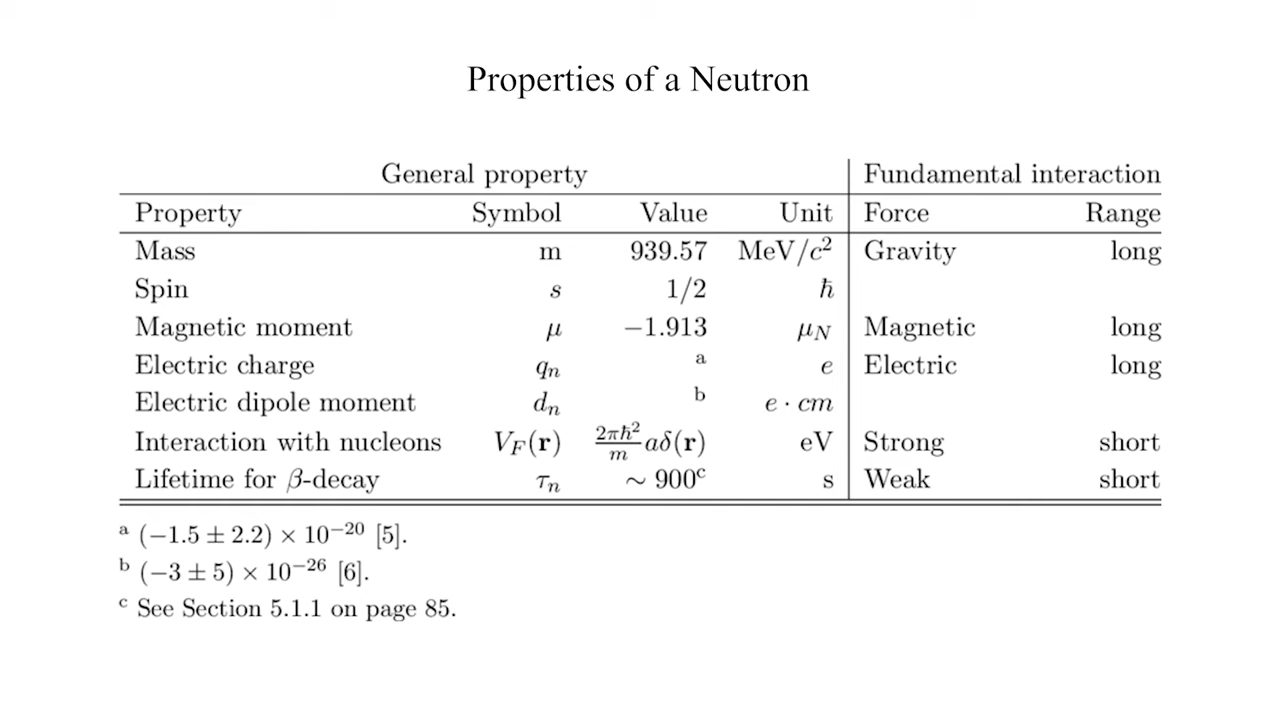 Properties of a Neutron
General property Fundamental interaction
Property Symbol Value Unit Force Range
Mass m 939.57 MeV/c² Gravity long
Spin s 1/2 ℏ
Magnetic moment μ −1.913 μ_N Magnetic long
Electric charge q_n ᵃ e Electric long
Electric dipole moment d_n ᵇ e · cm
Interaction with nucleons V_F(r) 2πℏ²/m aδ(r) eV Strong short
Lifetime for β-decay τ_n ∼ 900ᶜ s Weak short
ᵃ (−1.5 ± 2.2) × 10⁻²⁰ [5].
ᵇ (−3 ± 5) × 10⁻²⁶ [6].
ᶜ See Section 5.1.1 on page 85.